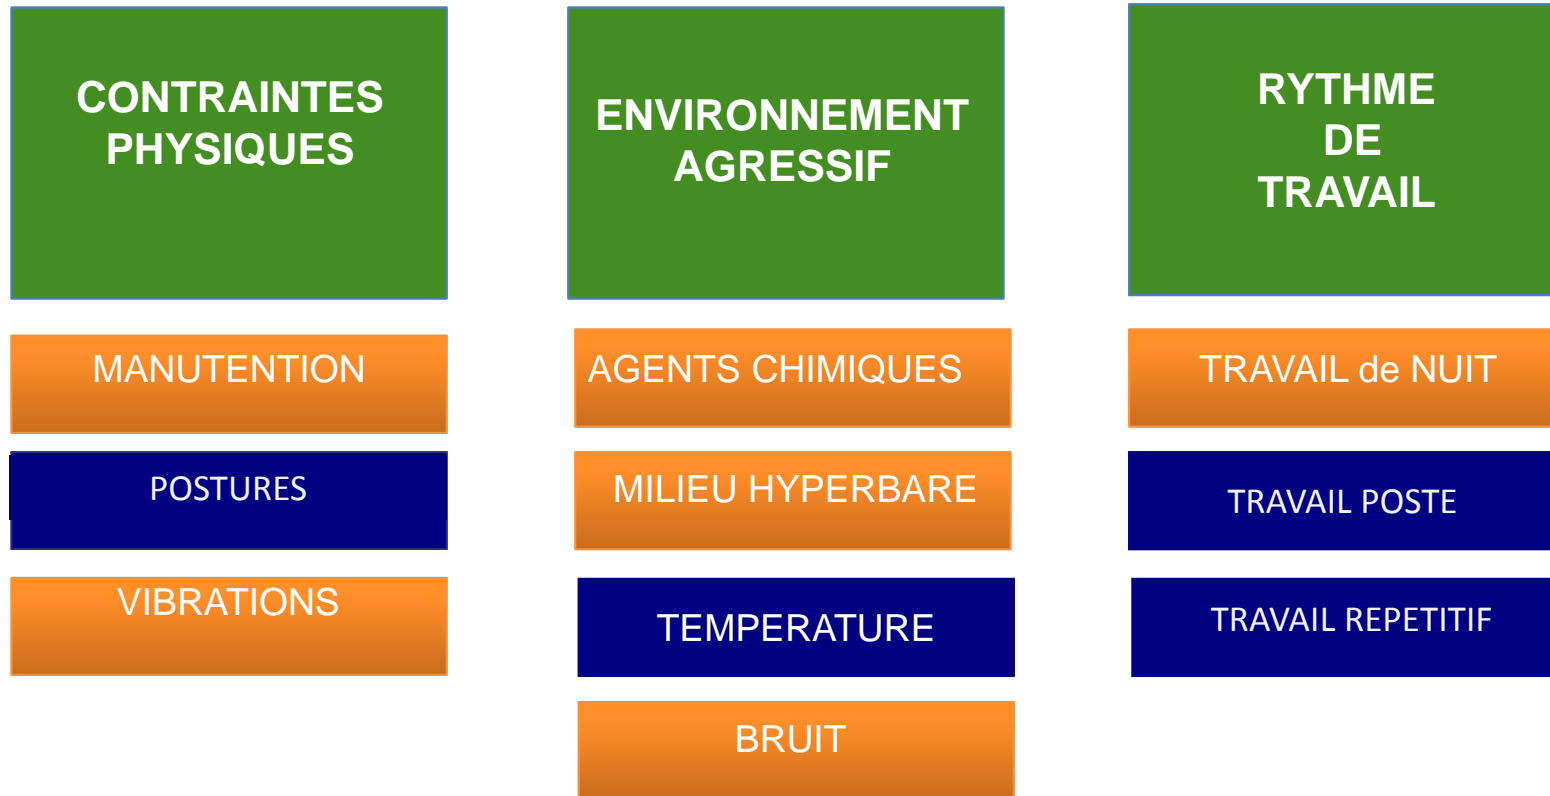 CONTRAINTES
PHYSIQUES
MANUTENTION
POSTURES
VIBRATIONS
ENVIRONNEMENT
AGRESSIF
AGENTS CHIMIQUES
MILIEU HYPERBARE
TEMPERATURE
BRUIT
RYTHME
DE
TRAVAIL
TRAVAIL de NUIT
TRAVAIL POSTE
TRAVAIL REPETITIF